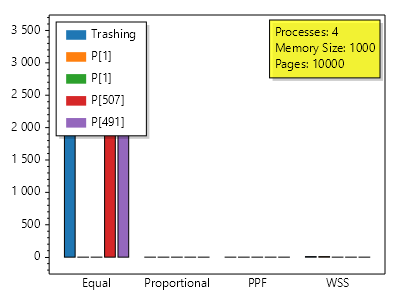 3 500
3 000
2 500
2 000
1 500
1 000
500
0
Trashing
P[1]
P[1]
P[507]
P[491]
Processes: 4
Memory Size: 1000
Pages: 10000
Equal
Proportional
PPF
WSS